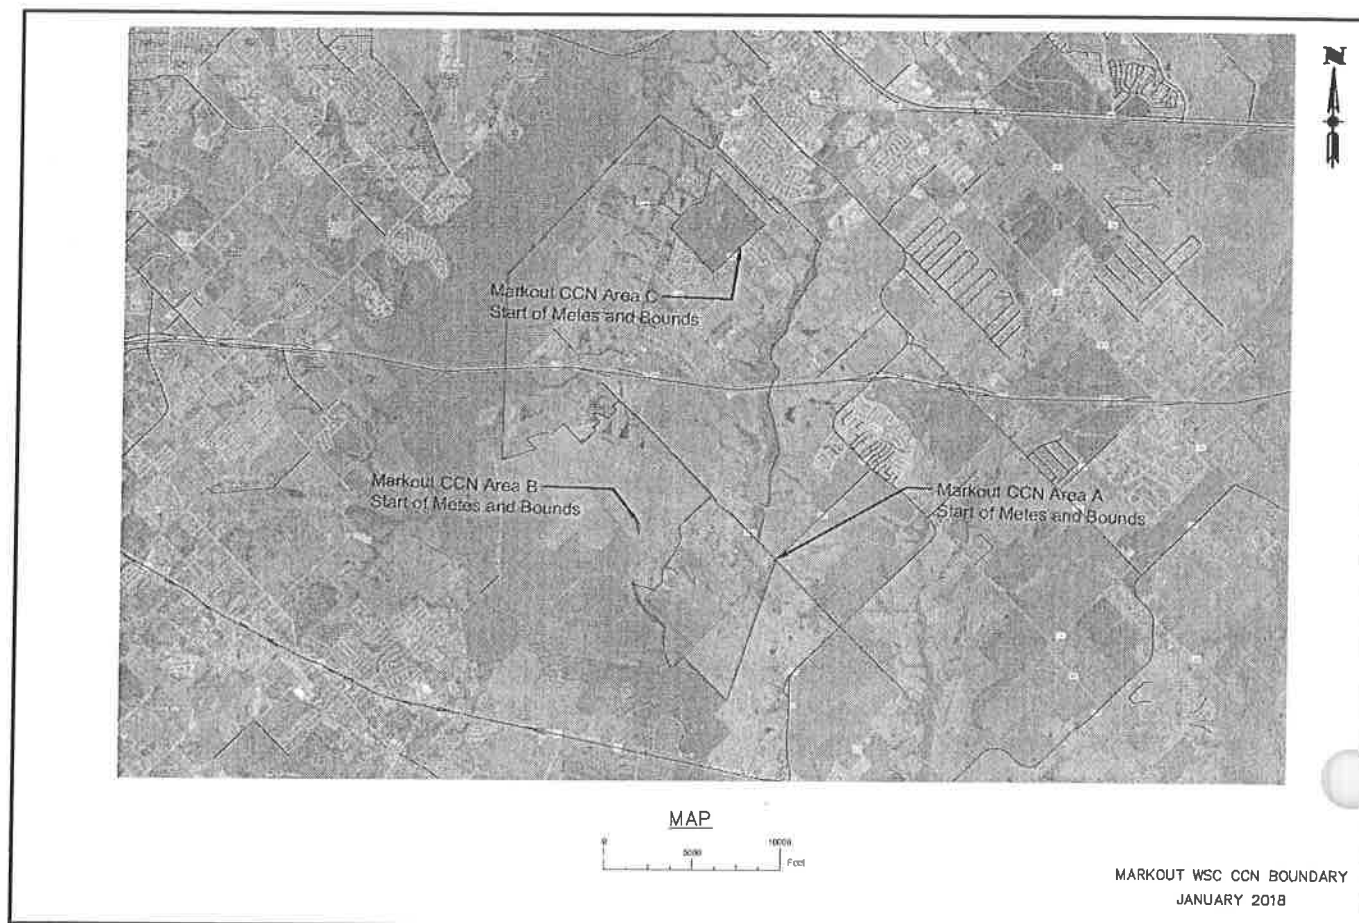 N
Markout CCN Area C
Start of Metes and Bounds
Markout CCN Area B
Start of Metes and Bounds
Markout CCN Area A
Start of Metes and Bounds
MAP
0 5000 10000
Feet
MARKOUT WSC CCN BOUNDARY
JANUARY 2018